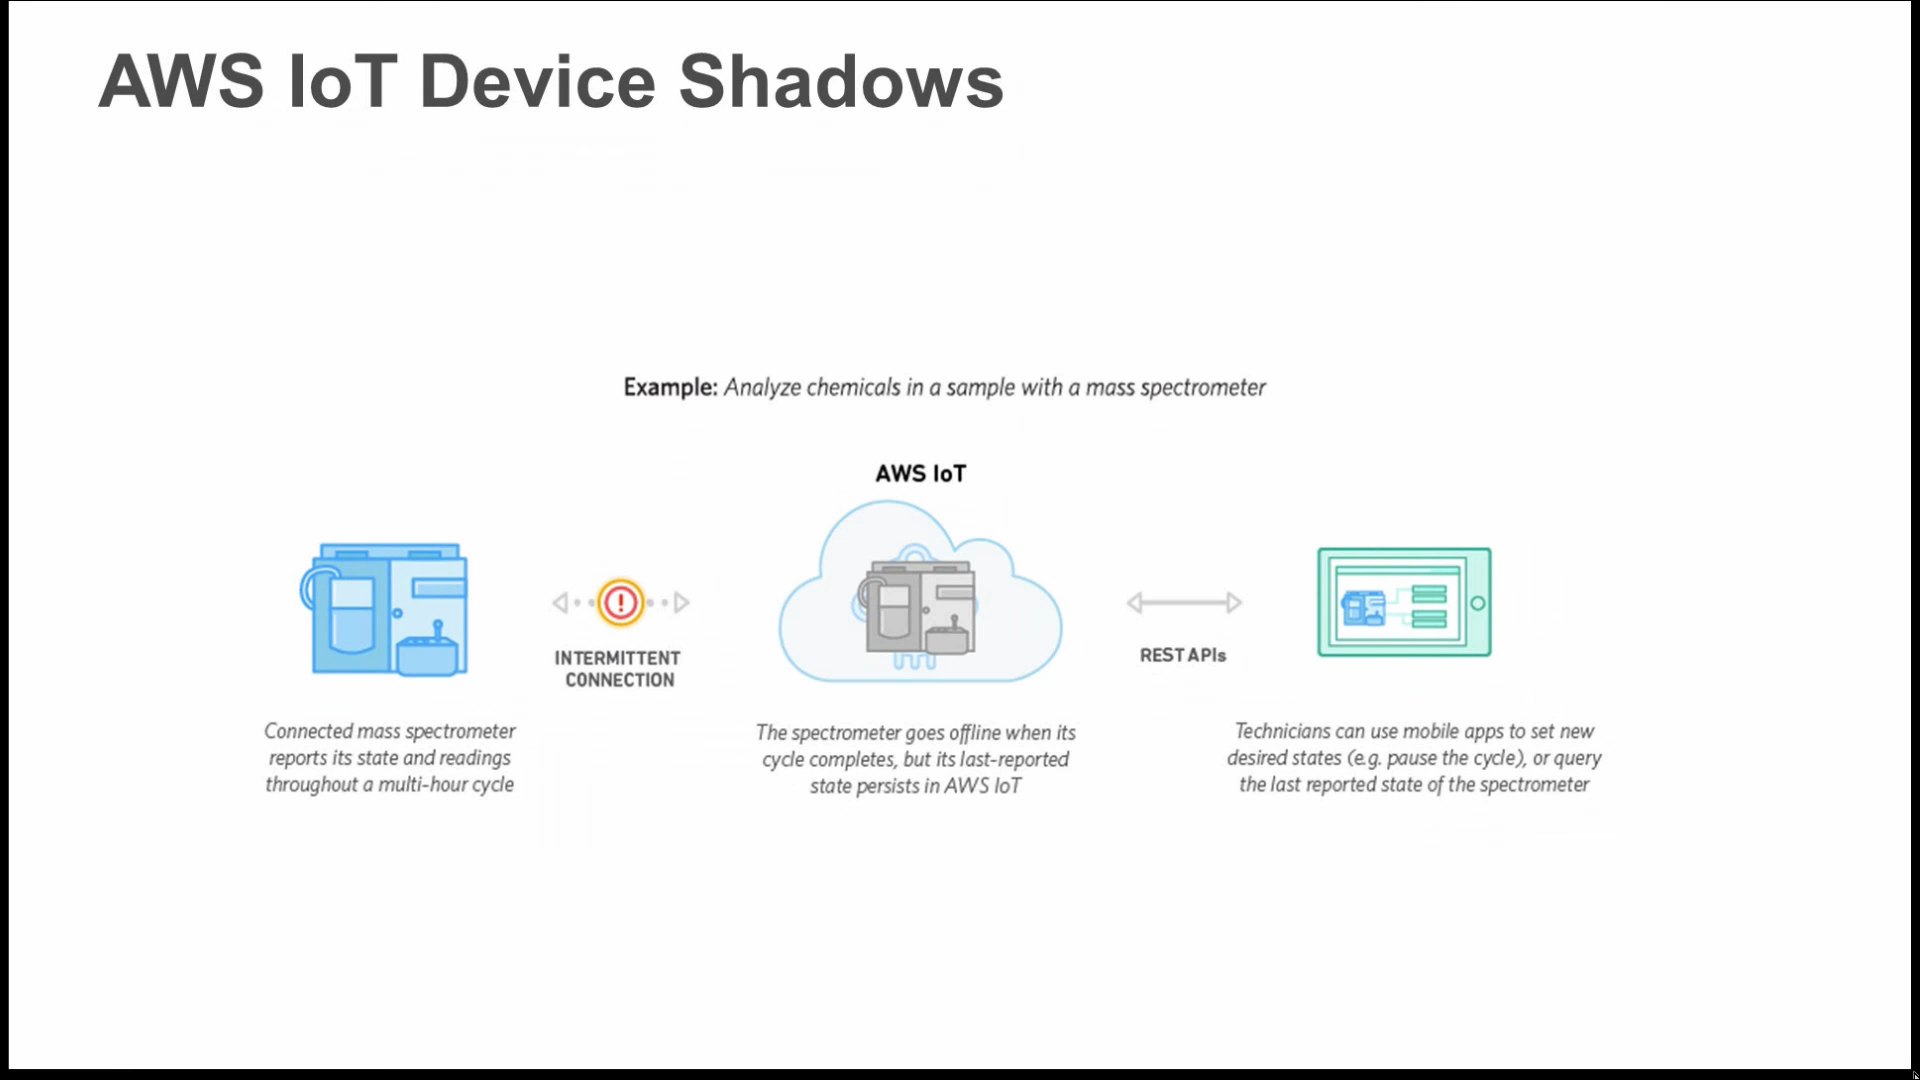 AWS IoT Device Shadows
Example: Analyze chemicals in a sample with a mass spectrometer
AWS IoT
INTERMITTENT
CONNECTION
REST APIs
Connected mass spectrometer
reports its state and readings
throughout a multi-hour cycle
The spectrometer goes offline when its
cycle completes, but its last-reported
state persists in AWS IoT
Technicians can use mobile apps to set new
desired states (e.g. pause the cycle), or query
the last reported state of the spectrometer